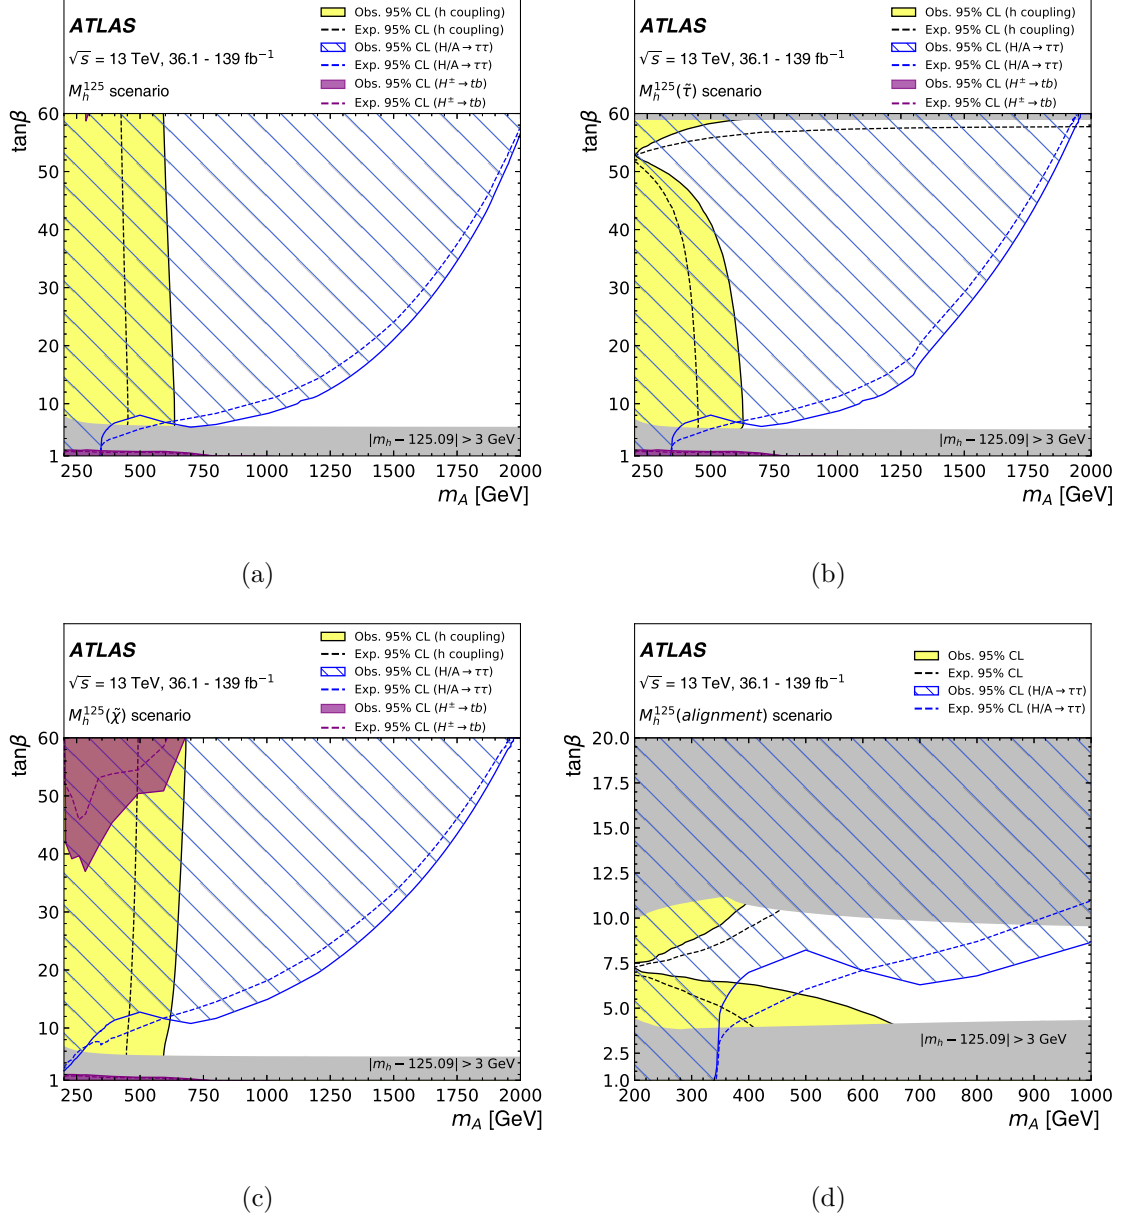 ATLAS
√s = 13 TeV, 36.1 - 139 fb⁻¹
M_h^125 scenario
Obs. 95% CL (h coupling)
Exp. 95% CL (h coupling)
Obs. 95% CL (H/A→ττ)
Exp. 95% CL (H/A→ττ)
Obs. 95% CL (H^±→tb)
Exp. 95% CL (H^±→tb)
tanβ
60
50
40
30
20
10
1
|m_h − 125.09| > 3 GeV
250 500 750 1000 1250 1500 1750 2000
m_A [GeV]
(a)
ATLAS
√s = 13 TeV, 36.1 - 139 fb⁻¹
M_h^125(τ̃) scenario
Obs. 95% CL (h coupling)
Exp. 95% CL (h coupling)
Obs. 95% CL (H/A→ττ)
Exp. 95% CL (H/A→ττ)
Obs. 95% CL (H^±→tb)
Exp. 95% CL (H^±→tb)
tanβ
60
50
40
30
20
10
1
|m_h − 125.09| > 3 GeV
250 500 750 1000 1250 1500 1750 2000
m_A [GeV]
(b)
ATLAS
√s = 13 TeV, 36.1 - 139 fb⁻¹
M_h^125(χ̃) scenario
Obs. 95% CL (h coupling)
Exp. 95% CL (h coupling)
Obs. 95% CL (H/A→ττ)
Exp. 95% CL (H/A→ττ)
Obs. 95% CL (H^±→tb)
Exp. 95% CL (H^±→tb)
tanβ
60
50
40
30
20
10
1
|m_h − 125.09| > 3 GeV
250 500 750 1000 1250 1500 1750 2000
m_A [GeV]
(c)
ATLAS
√s = 13 TeV, 36.1 - 139 fb⁻¹
M_h^125(alignment) scenario
Obs. 95% CL
Exp. 95% CL
Obs. 95% CL (H/A→ττ)
Exp. 95% CL (H/A→ττ)
tanβ
20.0
17.5
15.0
12.5
10.0
7.5
5.0
2.5
1.0
|m_h − 125.09| > 3 GeV
200 300 400 500 600 700 800 900 1000
m_A [GeV]
(d)